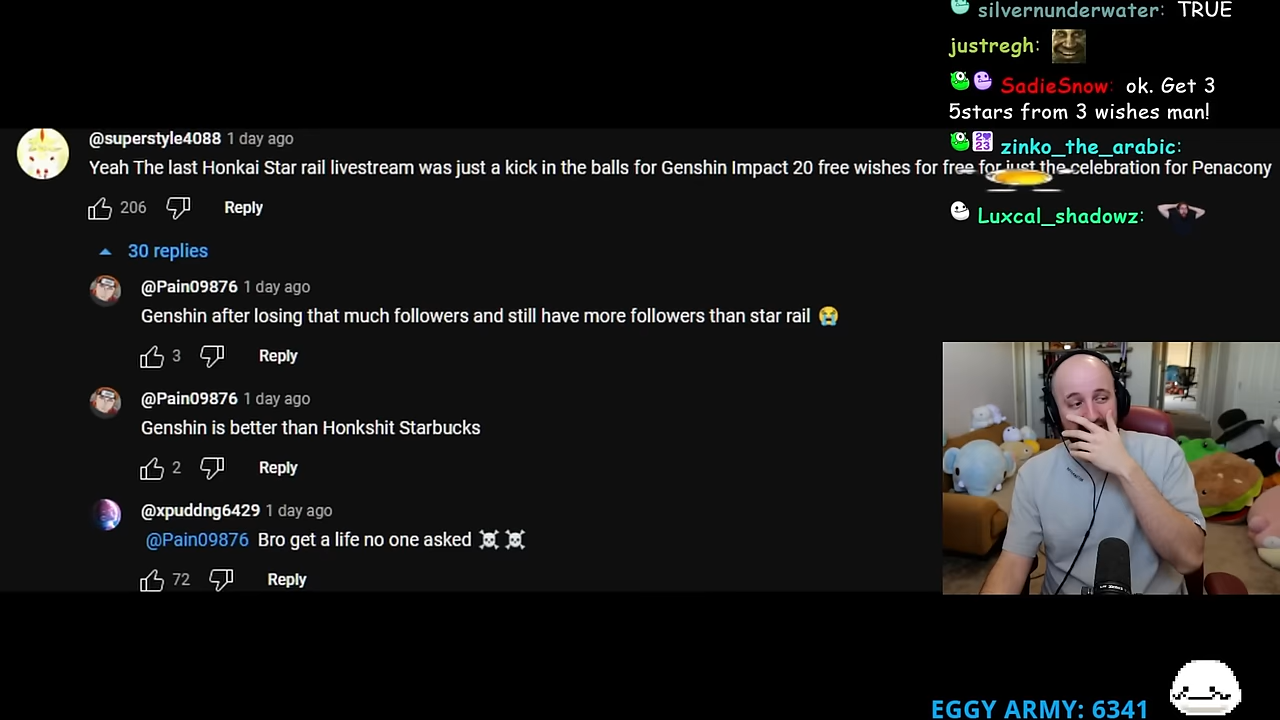 silvernunderwater: TRUE
justregh:
SadieSnow: ok. Get 3
5stars from 3 wishes man!
zinko_the_arabic:
Luxcal_shadowz:
@superstyle4088 1 day ago
Yeah The last Honkai Star rail livestream was just a kick in the balls for Genshin Impact 20 free wishes for free for just the celebration for Penacony
206 Reply
30 replies
@Pain09876 1 day ago
Genshin after losing that much followers and still have more followers than star rail 😭
3 Reply
@Pain09876 1 day ago
Genshin is better than Honkshit Starbucks
2 Reply
@xpuddng6429 1 day ago
@Pain09876 Bro get a life no one asked ☠️☠️
72 Reply
EGGY ARMY: 6341